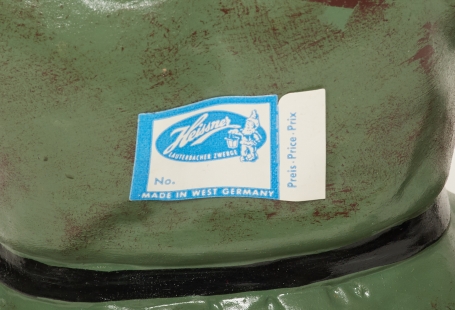 Heissner
LAUTERBACHER ZWERGE
No.
MADE IN WEST GERMANY
Preis · Price · Prix